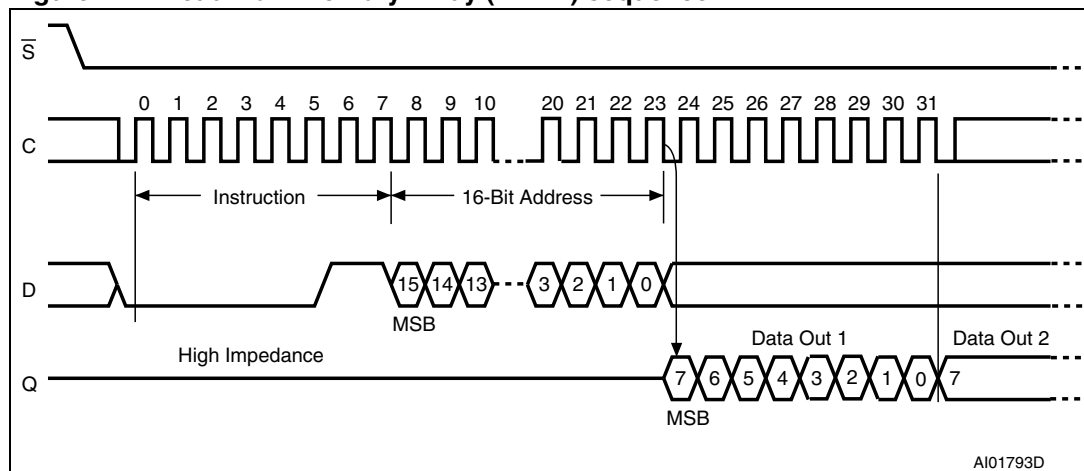 Figure Read from Memory Array (READ) sequence
S
0 1 2 3 4 5 6 7 8 9 10 20 21 22 23 24 25 26 27 28 29 30 31
C
Instruction 16-Bit Address
D 15 14 13 3 2 1 0
MSB
High Impedance Data Out 1 Data Out 2
Q 7 6 5 4 3 2 1 0 7
MSB
AI01793D